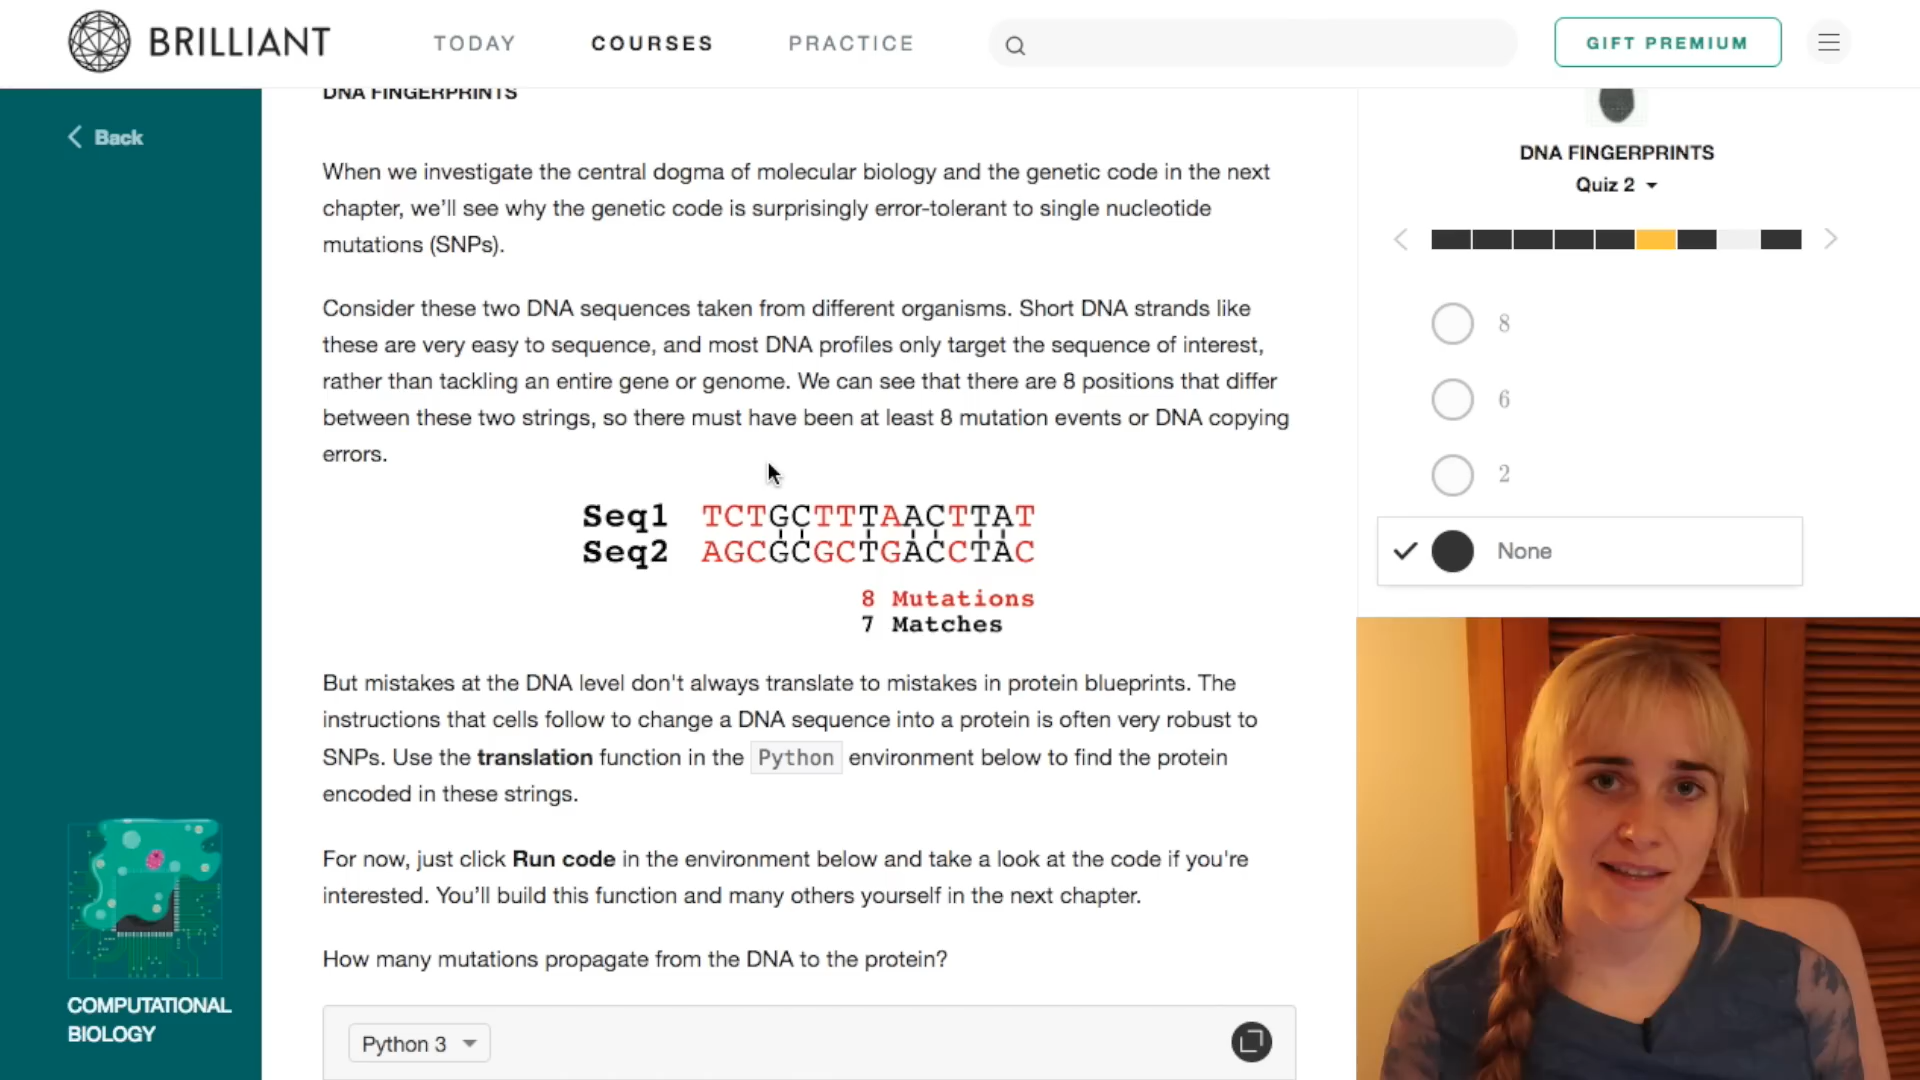 BRILLIANT
TODAY
COURSES
PRACTICE
GIFT PREMIUM
Back
DNA FINGERPRINTS
When we investigate the central dogma of molecular biology and the genetic code in the next
chapter, we'll see why the genetic code is surprisingly error-tolerant to single nucleotide
mutations (SNPs).
Consider these two DNA sequences taken from different organisms. Short DNA strands like
these are very easy to sequence, and most DNA profiles only target the sequence of interest,
rather than tackling an entire gene or genome. We can see that there are 8 positions that differ
between these two strings, so there must have been at least 8 mutation events or DNA copying
errors.
Seq1 TCTGCTTTAACTTAT
Seq2 AGCGCGCTGACCTAC
8 Mutations
7 Matches
But mistakes at the DNA level don't always translate to mistakes in protein blueprints. The
instructions that cells follow to change a DNA sequence into a protein is often very robust to
SNPs. Use the translation function in the Python environment below to find the protein
encoded in these strings.
For now, just click Run code in the environment below and take a look at the code if you're
interested. You'll build this function and many others yourself in the next chapter.
How many mutations propagate from the DNA to the protein?
Python 3
DNA FINGERPRINTS
Quiz 2
8
6
2
None
COMPUTATIONAL
BIOLOGY